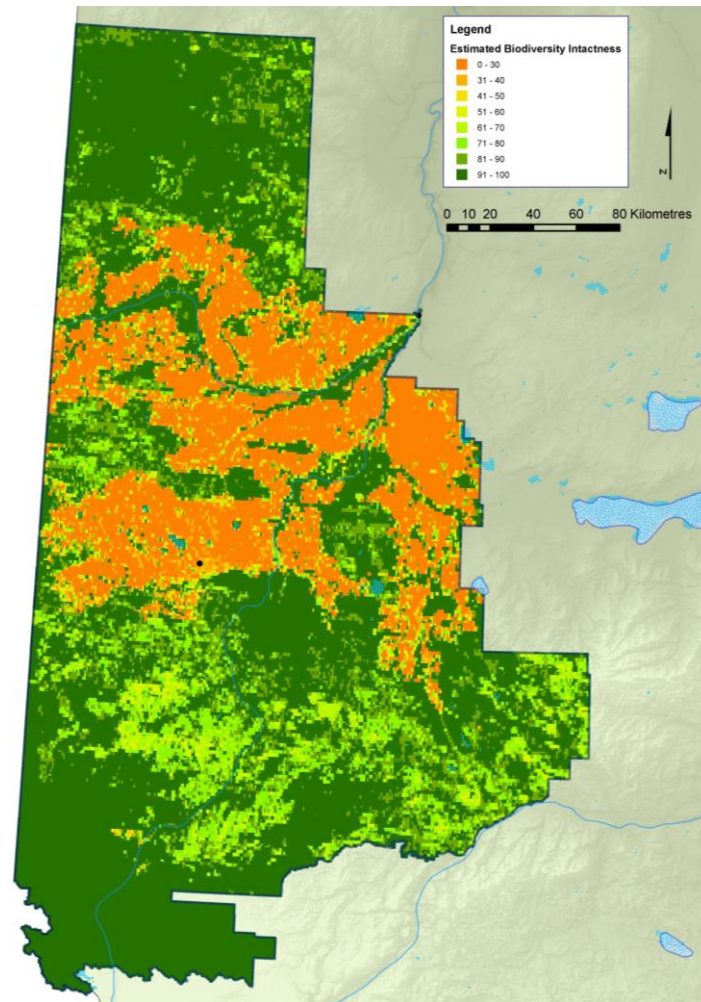 Legend
Estimated Biodiversity Intactness
0 - 30
31 - 40
41 - 50
51 - 60
61 - 70
71 - 80
81 - 90
91 - 100
N
0 10 20 40 60 80 Kilometres